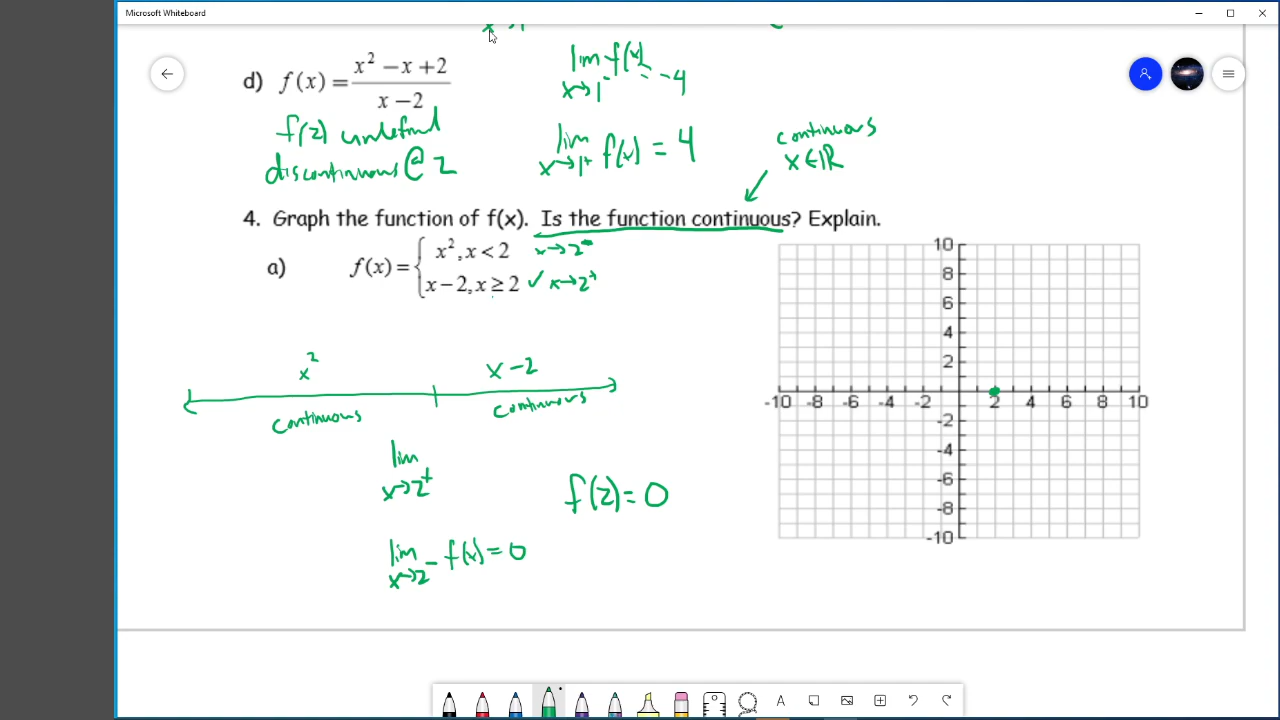 Microsoft Whiteboard
d) f(x) = x² − x + 2 / x − 2
f(2) undefined
discontinuous @ 2
lim f(x) = -4
x→1⁻
lim f(x) = 4
x→1⁺
continuous
x∈ℝ
4. Graph the function of f(x). Is the function continuous? Explain.
a) f(x) = { x², x < 2 x→2⁻
x − 2, x ≥ 2 ✓ x→2⁺
x² x − 2
continuous continuous
lim
x→2⁺
f(2) = 0
lim f(x) = 0
x→2⁻
10
8
6
4
2
-10 -8 -6 -4 -2 2 4 6 8 10
-2
-4
-6
-8
-10
A